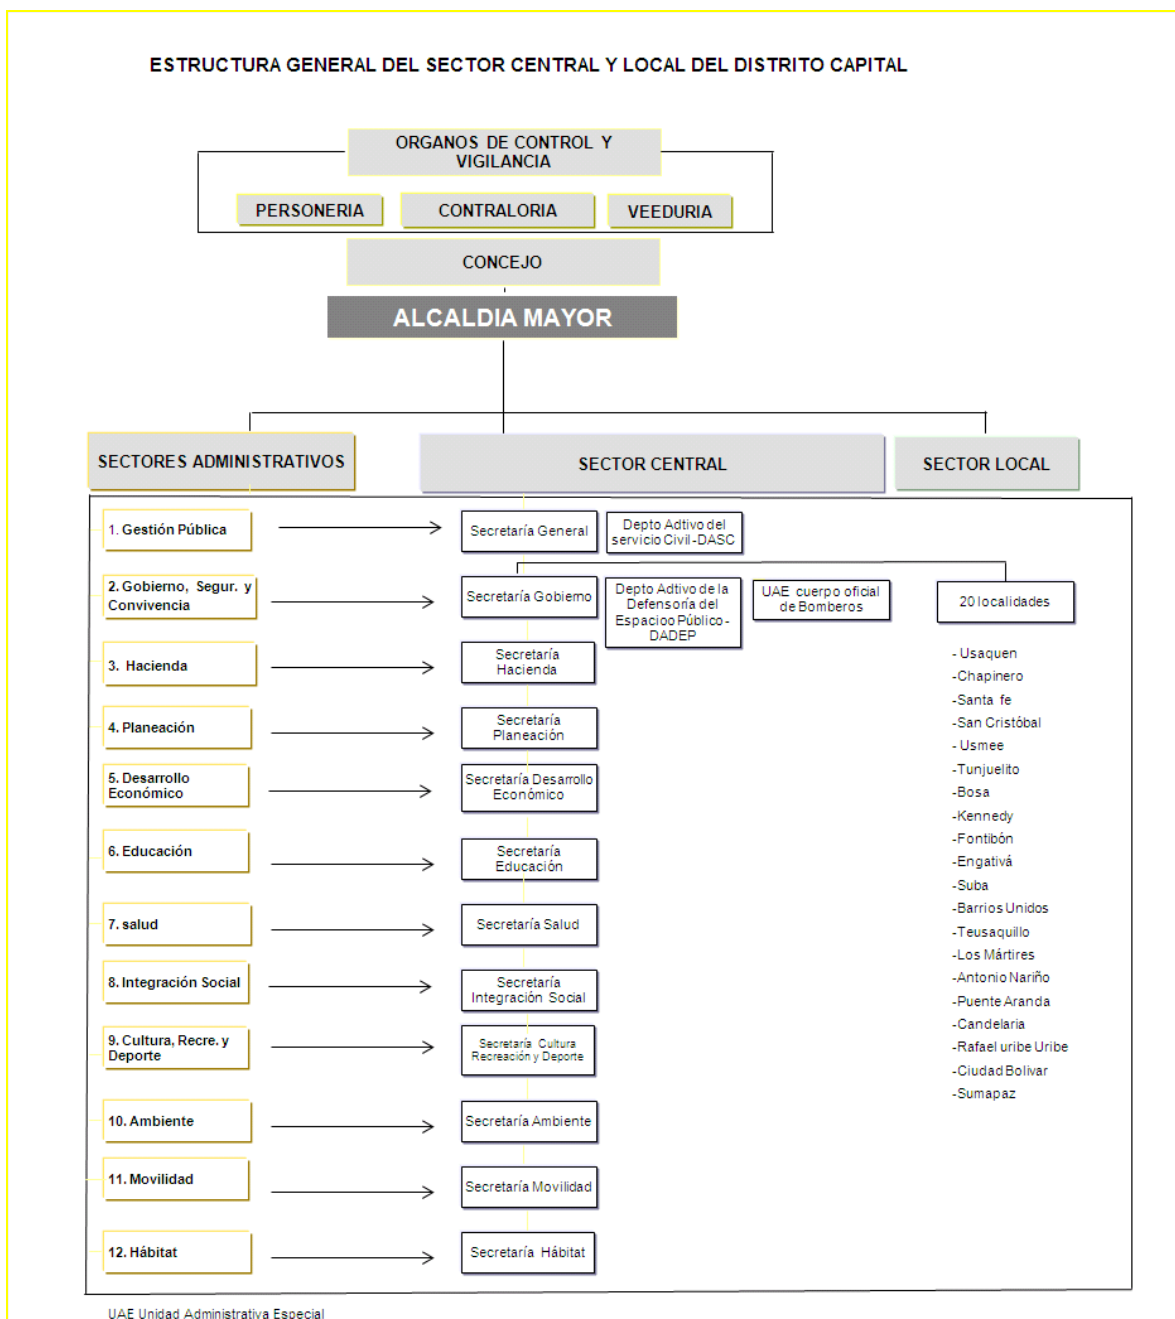 ESTRUCTURA GENERAL DEL SECTOR CENTRAL Y LOCAL DEL DISTRITO CAPITAL
ORGANOS DE CONTROL Y
VIGILANCIA
PERSONERIA
CONTRALORIA
VEEDURIA
CONCEJO
ALCALDIA MAYOR
SECTORES ADMINISTRATIVOS
SECTOR CENTRAL
SECTOR LOCAL
1. Gestión Pública
Secretaría General
Depto Adtivo del
servicio Civil-DASC
2. Gobierno, Segur. y
Convivencia
Secretaría Gobierno
Depto Adtivo de la
Defensoría del
Espacioo Público -
DADEP
UAE cuerpo oficial
de Bomberos
20 localidades
3. Hacienda
Secretaría
Hacienda
4. Planeación
Secretaría
Planeación
5. Desarrollo
Económico
Secretaría Desarrollo
Económico
6. Educación
Secretaría
Educación
7. salud
Secretaría Salud
8. Integración Social
Secretaría
Integración Social
9. Cultura, Recre. y
Deporte
Secretaría Cultura
Recreación y Deporte
10. Ambiente
Secretaría Ambiente
11. Movilidad
Secretaría Movilidad
12. Hábitat
Secretaría Hábitat
- Usaquen
- Chapinero
-Santa fe
-San Cristóbal
- Usmee
-Tunjuelito
-Bosa
-Kennedy
-Fontibón
-Engativá
-Suba
-Barrios Unidos
-Teusaquillo
-Los Mártires
-Antonio Nariño
-Puente Aranda
-Candelaria
-Rafael uribe Uribe
-Ciudad Bolivar
-Sumapaz
UAE Unidad Administrativa Especial